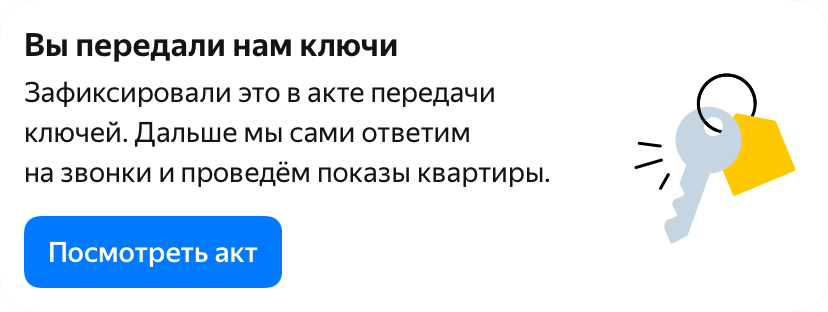 Вы передали нам ключи
Зафиксировали это в акте передачи
ключей. Дальше мы сами ответим
на звонки и проведём показы квартиры.
Посмотреть акт